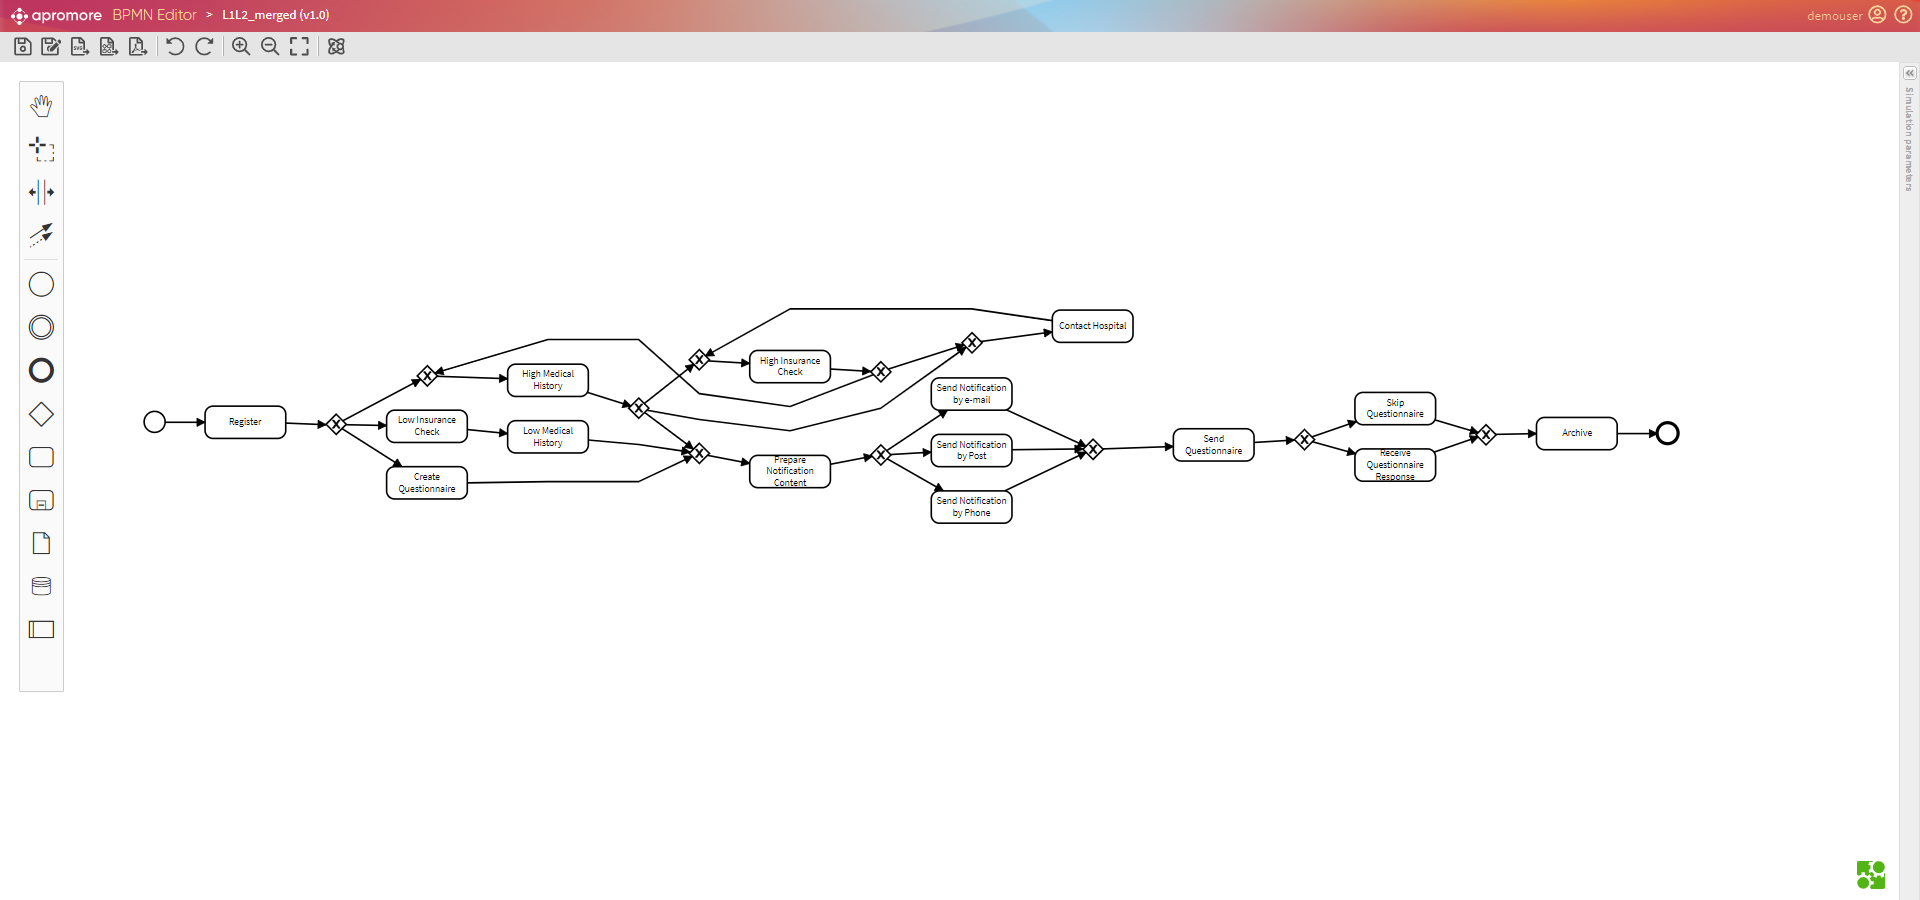 apromore BPMN Editor > L1L2_merged (v1.0)
demouser
Simulation parameters
Contact Hospital
High Insurance
Check
High Medical
History
Send Notification
by e-mail
Skip
Questionnaire
Register
Low Insurance
Check
Low Medical
History
Send Notification
by Post
Send
Questionnaire
Archive
Create
Questionnaire
Prepare
Notification
Content
Receive
Questionnaire
Response
Send Notification
by Phone